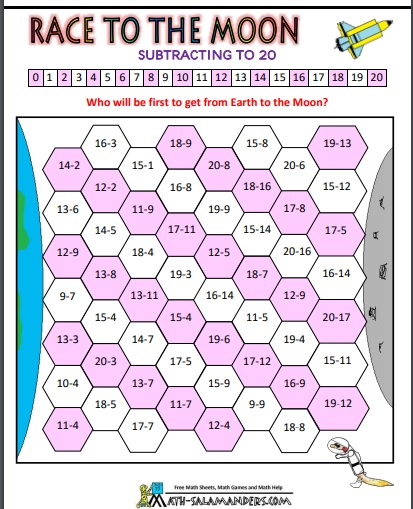 RACE TO THE MOON
SUBTRACTING TO 20
0 1 2 3 4 5 6 7 8 9 10 11 12 13 14 15 16 17 18 19 20
Who will be first to get from Earth to the Moon?
16-3 18-9 15-8 19-13
14-2 15-1 20-8 20-6
12-2 16-8 18-16 15-12
13-6 11-9 19-9 17-8
14-5 17-11 15-14 17-5
12-9 18-4 12-5 20-16
13-8 19-3 18-7 16-14
9-7 13-11 16-14 12-9
15-4 15-4 11-5 20-17
13-3 14-7 19-6 19-4
20-3 17-5 17-12 15-11
10-4 13-7 15-9 16-9
18-5 11-7 9-9 19-12
11-4 17-7 12-4 18-8
Free Math Sheets, Math Games and Math Help
MATH-SALAMANDERS.COM